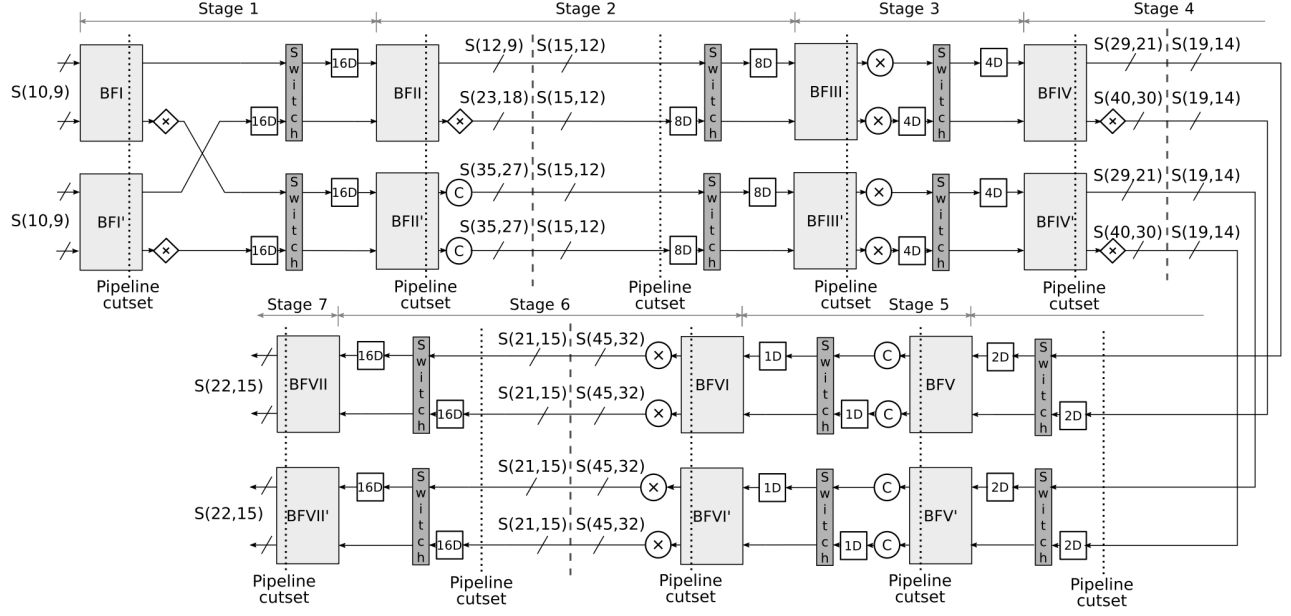 Stage 1
Stage 2
Stage 3
Stage 4
S(10,9)
S(10,9)
BFI
BFI'
×
×
16D
16D
Switch
Switch
16D
16D
BFII
BFII'
×
C
C
S(12,9)
S(15,12)
S(23,18)
S(15,12)
S(35,27)
S(15,12)
S(35,27)
S(15,12)
8D
8D
Switch
Switch
8D
8D
BFIII
BFIII'
×
×
×
×
4D
4D
Switch
Switch
4D
4D
BFIV
BFIV'
×
×
S(29,21)
S(19,14)
S(40,30)
S(19,14)
S(29,21)
S(19,14)
S(40,30)
S(19,14)
Pipeline
cutset
Pipeline
cutset
Pipeline
cutset
Pipeline
cutset
Pipeline
cutset
Stage 7
Stage 6
Stage 5
S(22,15)
S(22,15)
BFVII
BFVII'
16D
16D
Switch
Switch
16D
16D
S(21,15)
S(45,32)
S(21,15)
S(45,32)
S(21,15)
S(45,32)
S(21,15)
S(45,32)
×
×
×
×
BFVI
BFVI'
1D
1D
Switch
Switch
1D
1D
C
C
C
C
BFV
BFV'
2D
2D
Switch
Switch
2D
2D
Pipeline
cutset
Pipeline
cutset
Pipeline
cutset
Pipeline
cutset
Pipeline
cutset